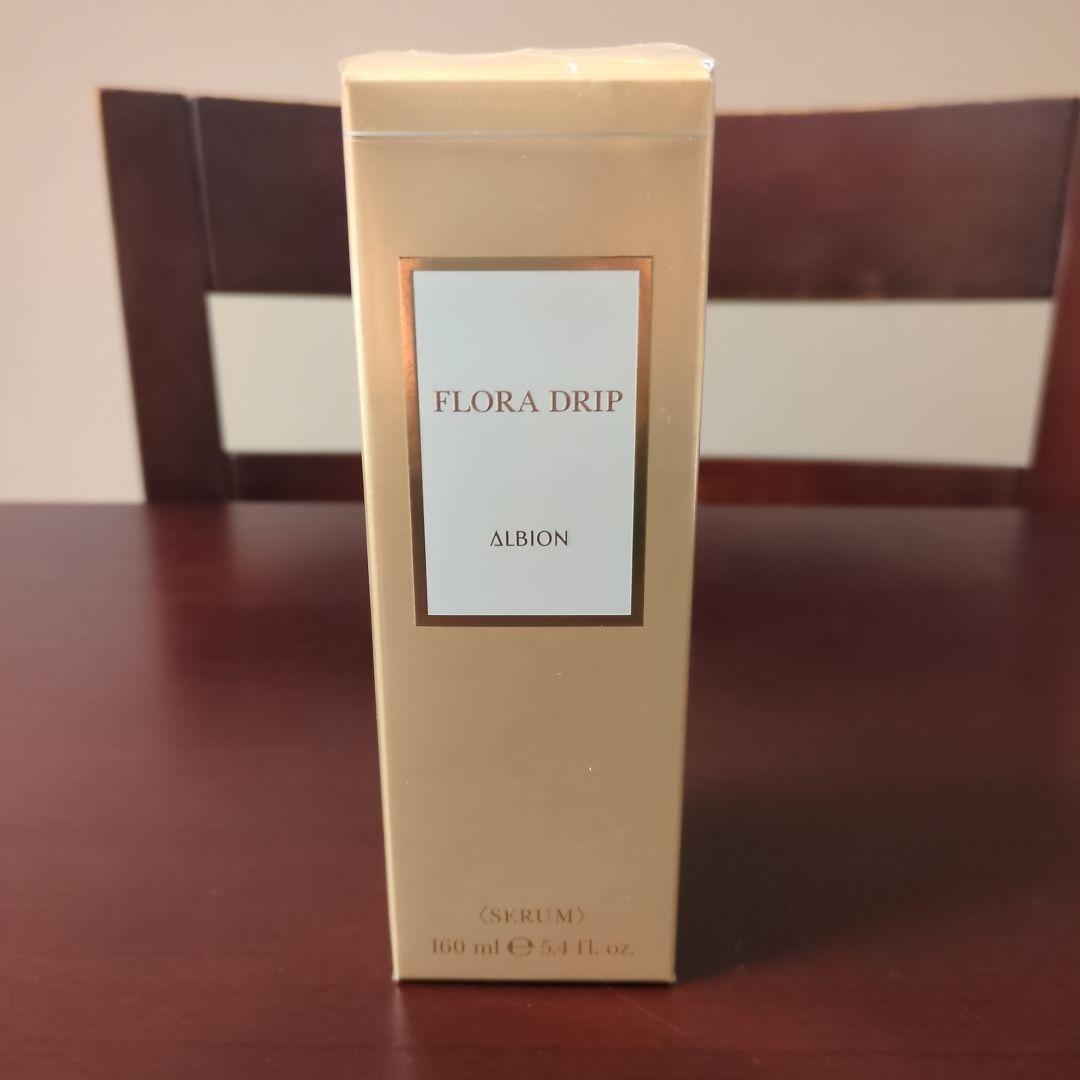 FLORA DRIP
ALBION
〈SERUM〉
160 ml ℮ 5.4 fl. oz.